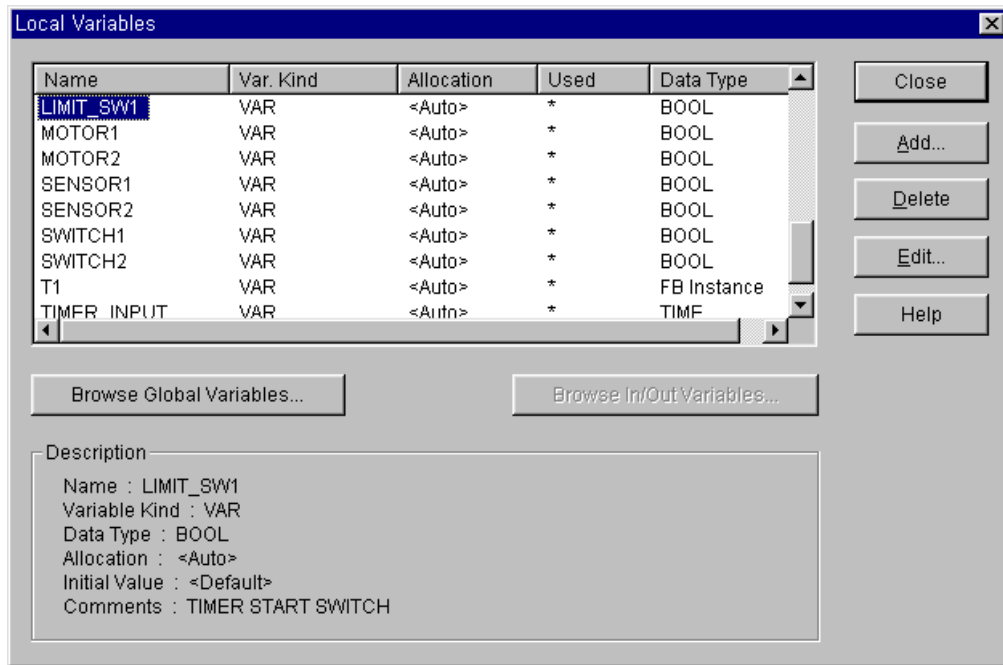 Local Variables
Name Var. Kind Allocation Used Data Type
LIMIT_SW1 VAR <Auto> * BOOL
MOTOR1 VAR <Auto> * BOOL
MOTOR2 VAR <Auto> * BOOL
SENSOR1 VAR <Auto> * BOOL
SENSOR2 VAR <Auto> * BOOL
SWITCH1 VAR <Auto> * BOOL
SWITCH2 VAR <Auto> * BOOL
T1 VAR <Auto> * FB Instance
TIMER_INPUT VAR <Auto> * TIME
Close
Add...
Delete
Edit...
Help
Browse Global Variables...
Browse In/Out Variables...
Description
Name : LIMIT_SW1
Variable Kind : VAR
Data Type : BOOL
Allocation : <Auto>
Initial Value : <Default>
Comments : TIMER START SWITCH